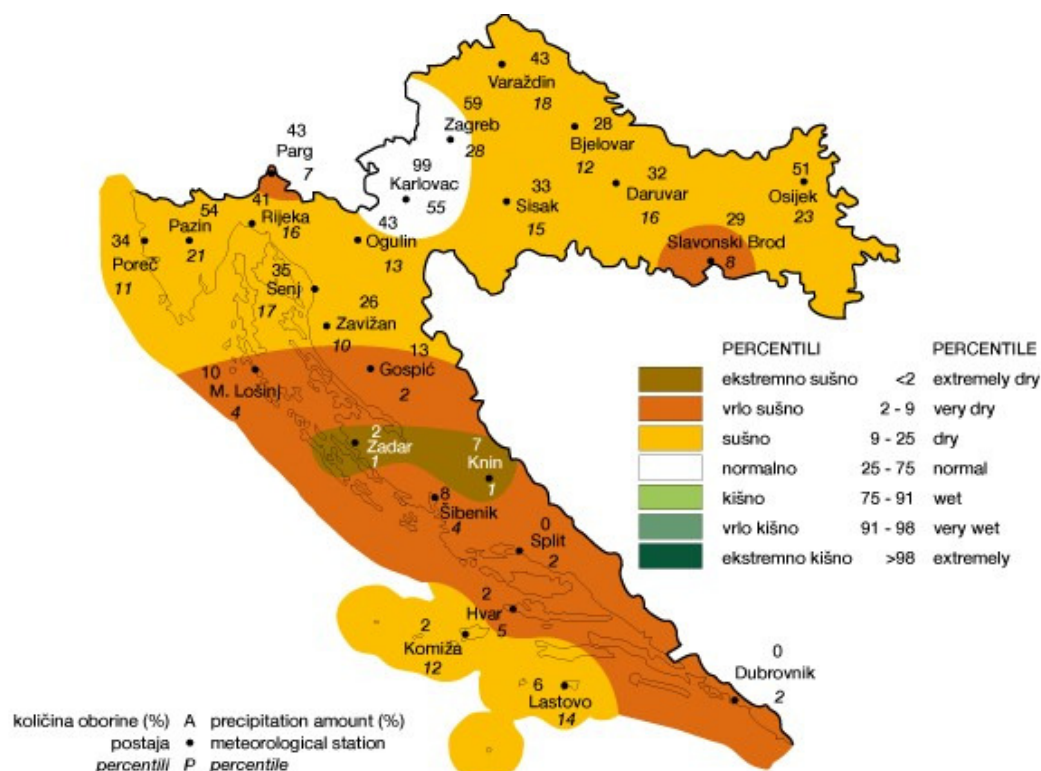 43
Varaždin
18
59
Zagreb
28
28
Bjelovar
12
43
Parg
7
99
Karlovac
55
32
Daruvar
16
51
Osijek
23
33
Sisak
15
41
Rijeka
16
54
Pazin
21
43
Ogulin
13
29
Slavonski Brod
8
34
Poreč
11
35
Senj
17
26
Zavižan
10
13
Gospić
2
10
M. Lošinj
4
2
Zadar
1
7
Knin
1
8
Šibenik
4
0
Split
2
2
Hvar
5
2
Komiža
12
6
Lastovo
14
0
Dubrovnik
2
PERCENTILI PERCENTILE
ekstremno sušno <2 extremely dry
vrlo sušno 2 - 9 very dry
sušno 9 - 25 dry
normalno 25 - 75 normal
kišno 75 - 91 wet
vrlo kišno 91 - 98 very wet
ekstremno kišno >98 extremely
količina oborine (%) A precipitation amount (%)
postaja • meteorological station
percentili P percentile